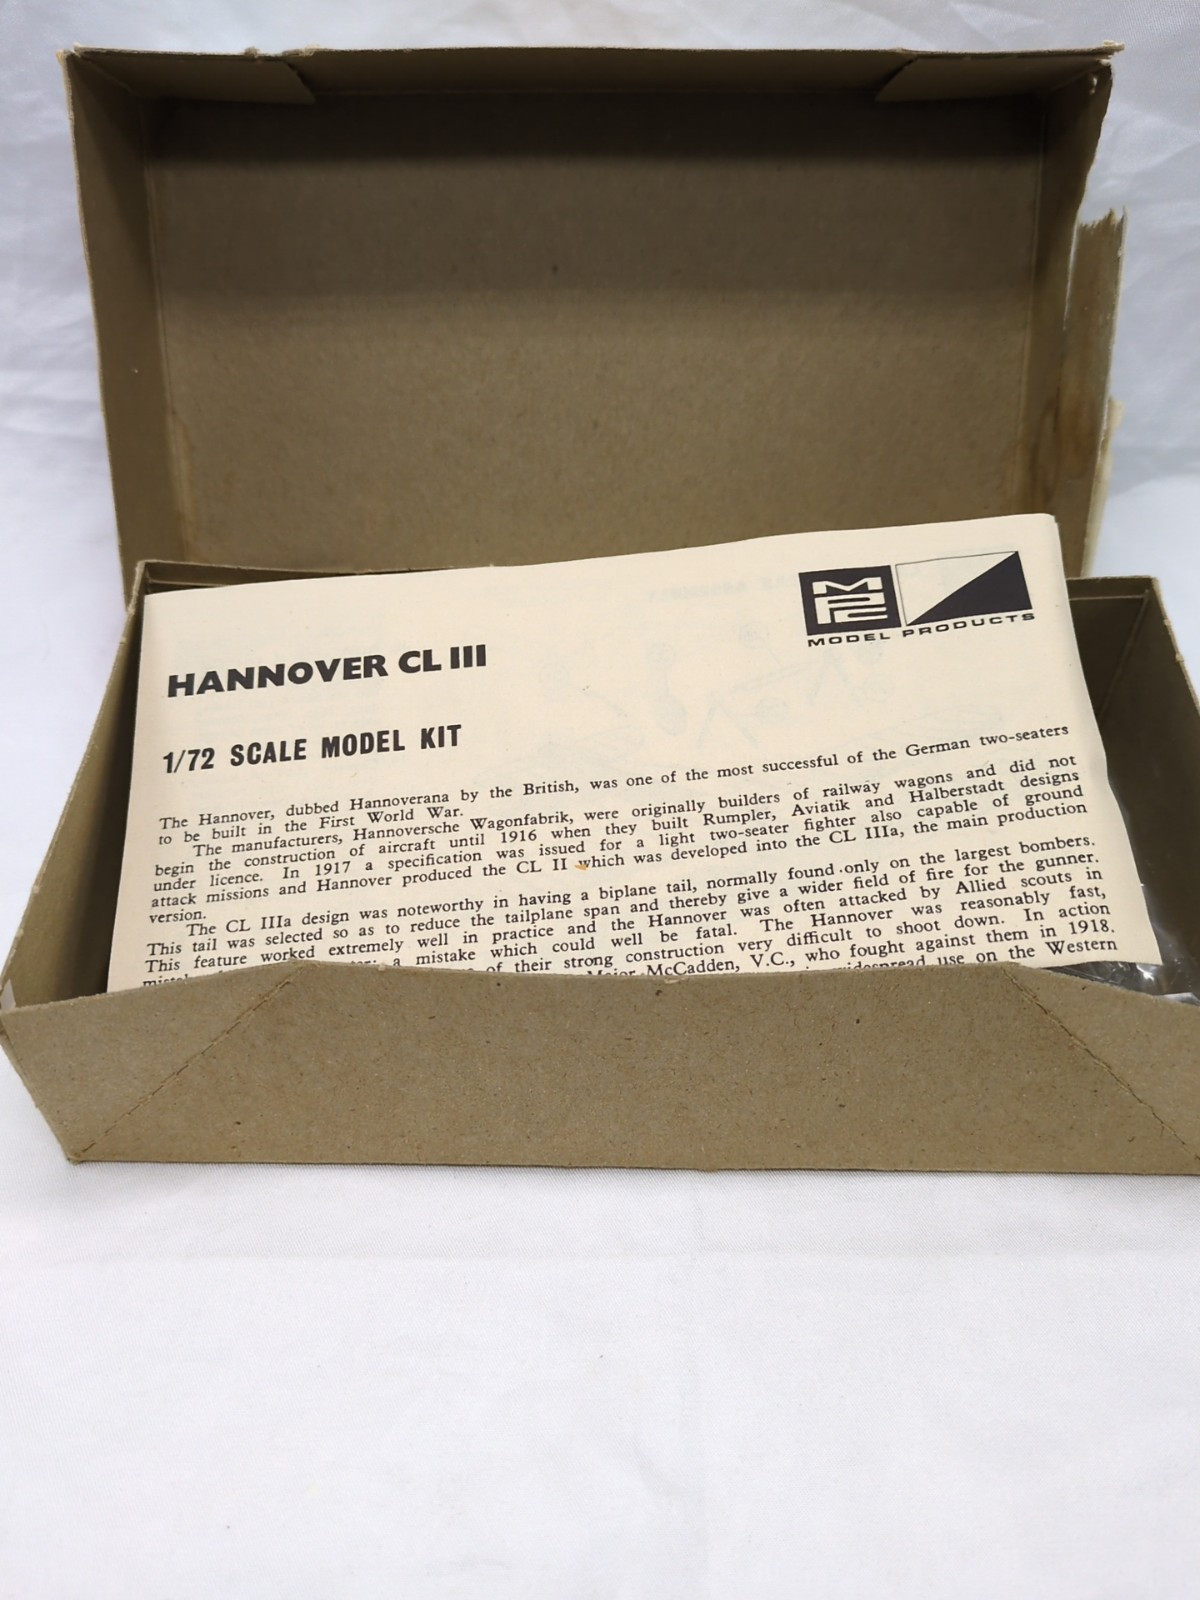 MPC
MODEL PRODUCTS
HANNOVER CL III
1/72 SCALE MODEL KIT
The Hannover, dubbed Hannoverana by the British, was one of the most successful of the German two-seaters
to be built in the First World War.
The manufacturers, Hannoversche Wagonfabrik, were originally builders of railway wagons and did not
begin the construction of aircraft until 1916 when they built Rumpler, Aviatik and Halberstadt designs
under licence. In 1917 a specification was issued for a light two-seater fighter also capable of ground
attack missions and Hannover produced the CL II which was developed into the CL IIIa, the main production
version.
The CL IIIa design was noteworthy in having a biplane tail, normally found only on the largest bombers.
This tail was selected so as to reduce the tailplane span and thereby give a wider field of fire for the gunner.
This feature worked extremely well in practice and the Hannover was often attacked by Allied scouts in
a mistake which could well be fatal. The Hannover was reasonably fast,
of their strong construction very difficult to shoot down. In action
Major McCadden, V.C., who fought against them in 1918.
widespread use on the Western